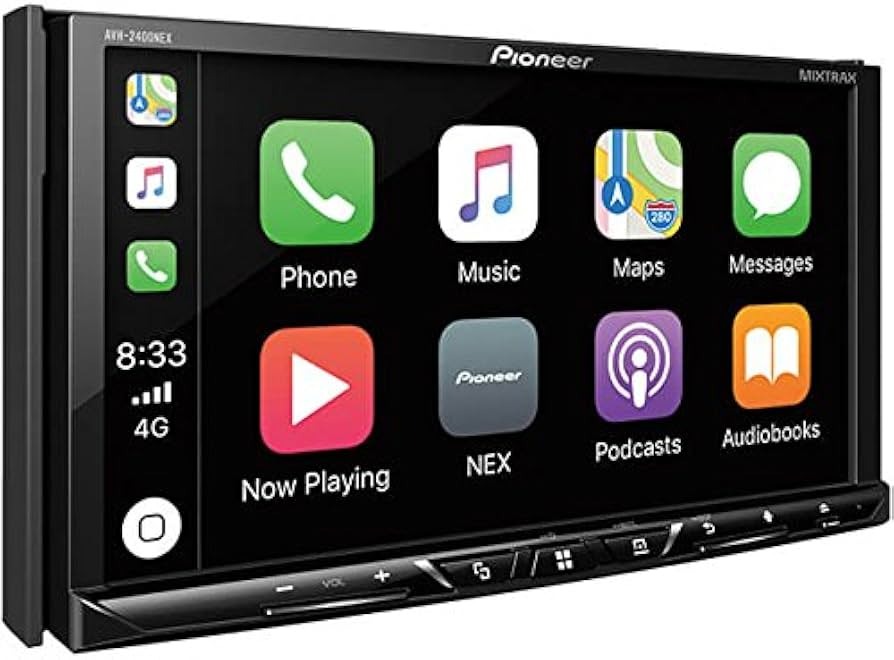 AVH-2400NEX
Pioneer
MIXTRAX
Phone
Music
Maps
280
Messages
8:33
4G
Now Playing
Pioneer
NEX
Podcasts
Audiobooks
VOL